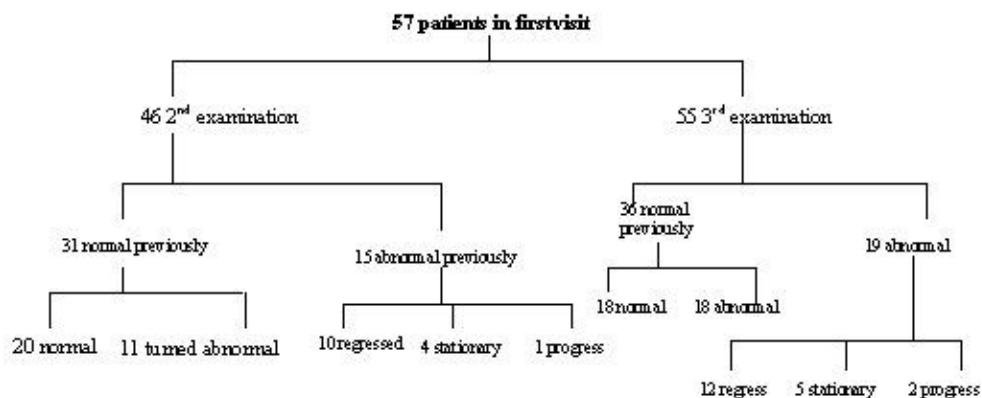 57 patients in firstvisit
46 2nd examination
55 3rd examination
31 normal previously
15 abnormal previously
36 normal
previously
19 abnormal
20 normal
11 turned abnormal
10 regressed
4 stationary
1 progress
18 normal
18 abnormal
12 regress
5 stationary
2 progress